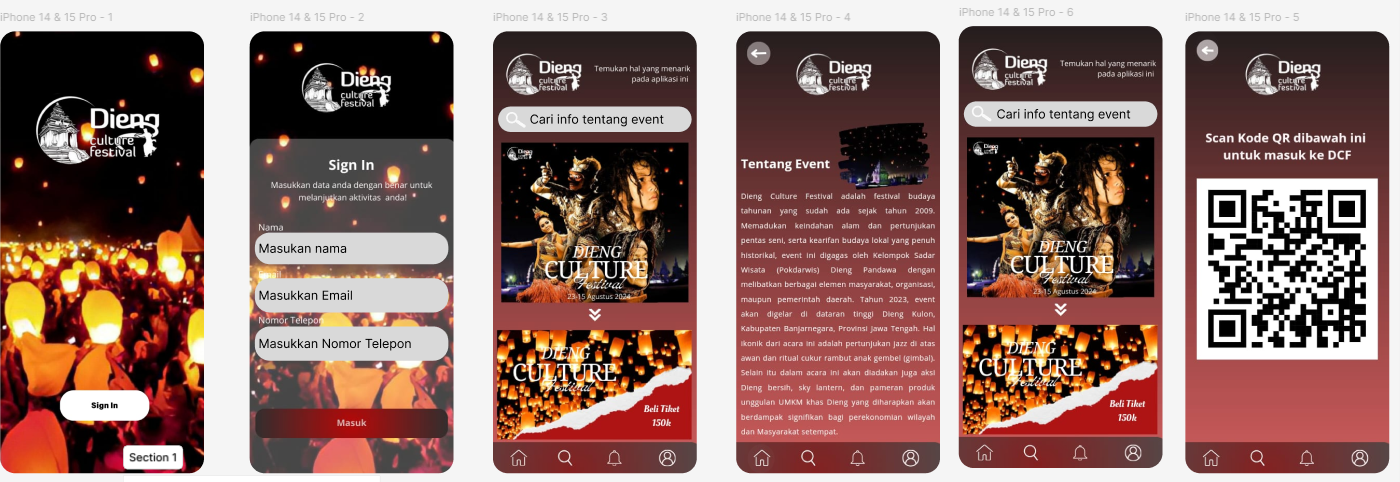 iPhone 14 & 15 Pro - 1
Dieng
culture
festival
Sign In
Section 1
iPhone 14 & 15 Pro - 2
Dieng
culture
festival
Sign In
Masukkan data anda dengan benar untuk
melanjutkan aktivitas anda!
Nama
Masukan nama
Email
Masukkan Email
Nomor Telepon
Masukkan Nomor Telepon
Masuk
iPhone 14 & 15 Pro - 3
Dieng
culture
festival
Temukan hal yang menarik
pada aplikasi ini
Cari info tentang event
Dieng
DIENG
CULTURE
Festival
23-15 Agustus 2024
DIENG
CULTURE
Festival
Beli Tiket
150k
iPhone 14 & 15 Pro - 4
Dieng
culture
festival
Tentang Event
Dieng Culture Festival adalah festival budaya
tahunan yang sudah ada sejak tahun 2009.
Memadukan keindahan alam dan pertunjukan
pentas seni, serta kearifan budaya lokal yang penuh
historikal, event ini digagas oleh Kelompok Sadar
Wisata (Pokdarwis) Dieng Pandawa dengan
melibatkan berbagai elemen masyarakat, organisasi,
maupun pemerintah daerah. Tahun 2023, event
akan digelar di dataran tinggi Dieng Kulon,
Kabupaten Banjarnegara, Provinsi Jawa Tengah. Hal
ikonik dari acara ini adalah pertunjukan jazz di atas
awan dan ritual cukur rambut anak gembel (gimbal).
Selain itu dalam acara ini akan diadakan juga aksi
Dieng bersih, sky lantern, dan pameran produk
unggulan UMKM khas Dieng yang diharapkan akan
berdampak signifikan bagi perekonomian wilayah
dan Masyarakat setempat.
iPhone 14 & 15 Pro - 6
Dieng
culture
festival
Temukan hal yang menarik
pada aplikasi ini
Cari info tentang event
Dieng
DIENG
CULTURE
Festival
23-15 Agustus 2024
DIENG
CULTURE
Festival
Beli Tiket
150k
iPhone 14 & 15 Pro - 5
Dieng
culture
festival
Scan Kode QR dibawah ini
untuk masuk ke DCF